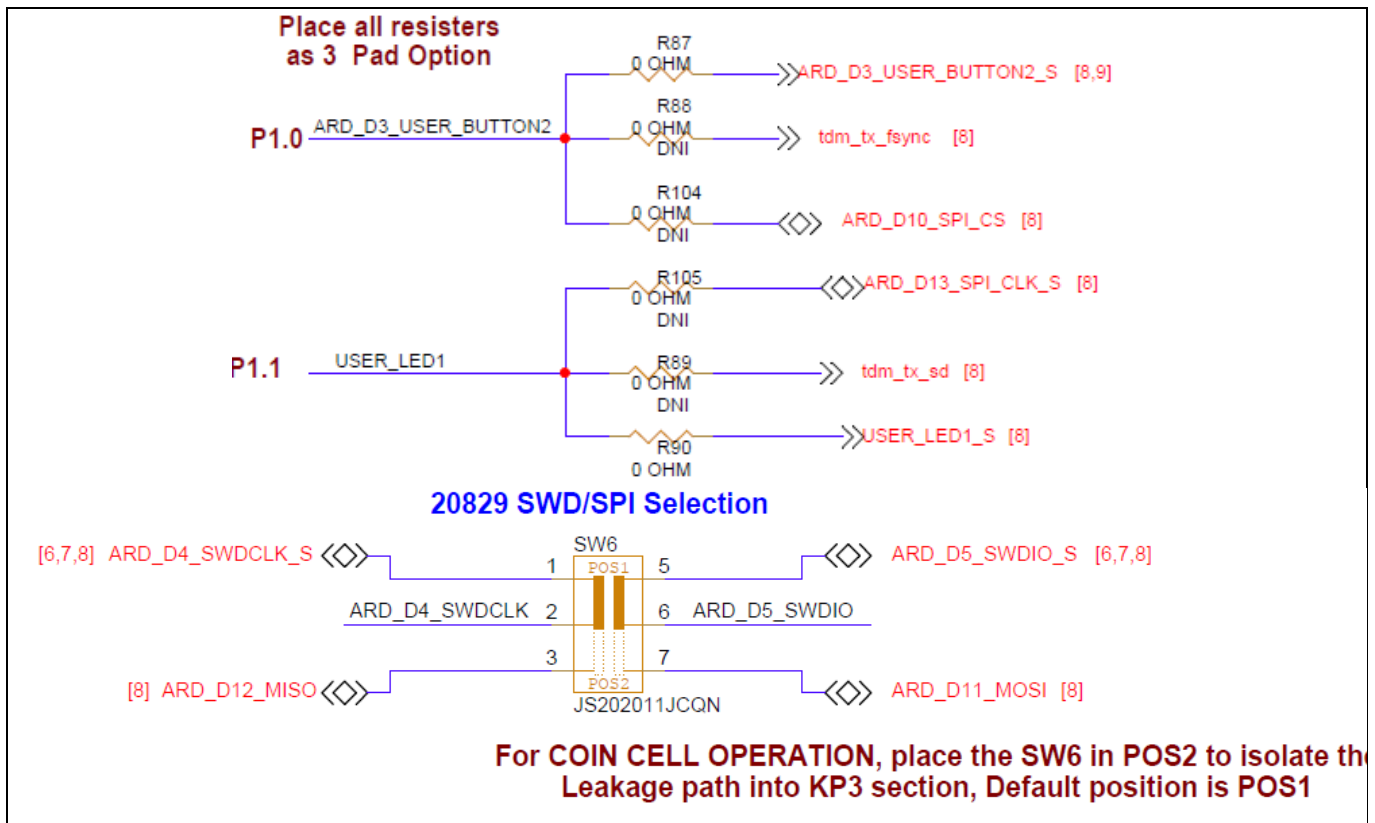 Place all resisters
as 3 Pad Option
R87
0 OHM
ARD_D3_USER_BUTTON2_S [8,9]
R88
P1.0 ARD_D3_USER_BUTTON2
0 OHM
DNI
tdm_tx_fsync [8]
R104
0 OHM
DNI
ARD_D10_SPI_CS [8]
R105
0 OHM
DNI
ARD_D13_SPI_CLK_S [8]
P1.1 USER_LED1
R89
0 OHM
DNI
tdm_tx_sd [8]
USER_LED1_S [8]
R90
0 OHM
20829 SWD/SPI Selection
SW6
[6,7,8] ARD_D4_SWDCLK_S
1 POS1 5
ARD_D5_SWDIO_S [6,7,8]
ARD_D4_SWDCLK 2 6 ARD_D5_SWDIO
3 7
[8] ARD_D12_MISO
POS2
ARD_D11_MOSI [8]
JS202011JCQN
For COIN CELL OPERATION, place the SW6 in POS2 to isolate the
Leakage path into KP3 section, Default position is POS1